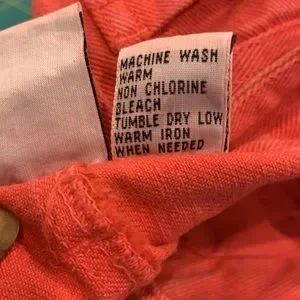 MACHINE WASH
WARM
NON CHLORINE
BLEACH
TUMBLE DRY LOW
WARM IRON
WHEN NEEDED